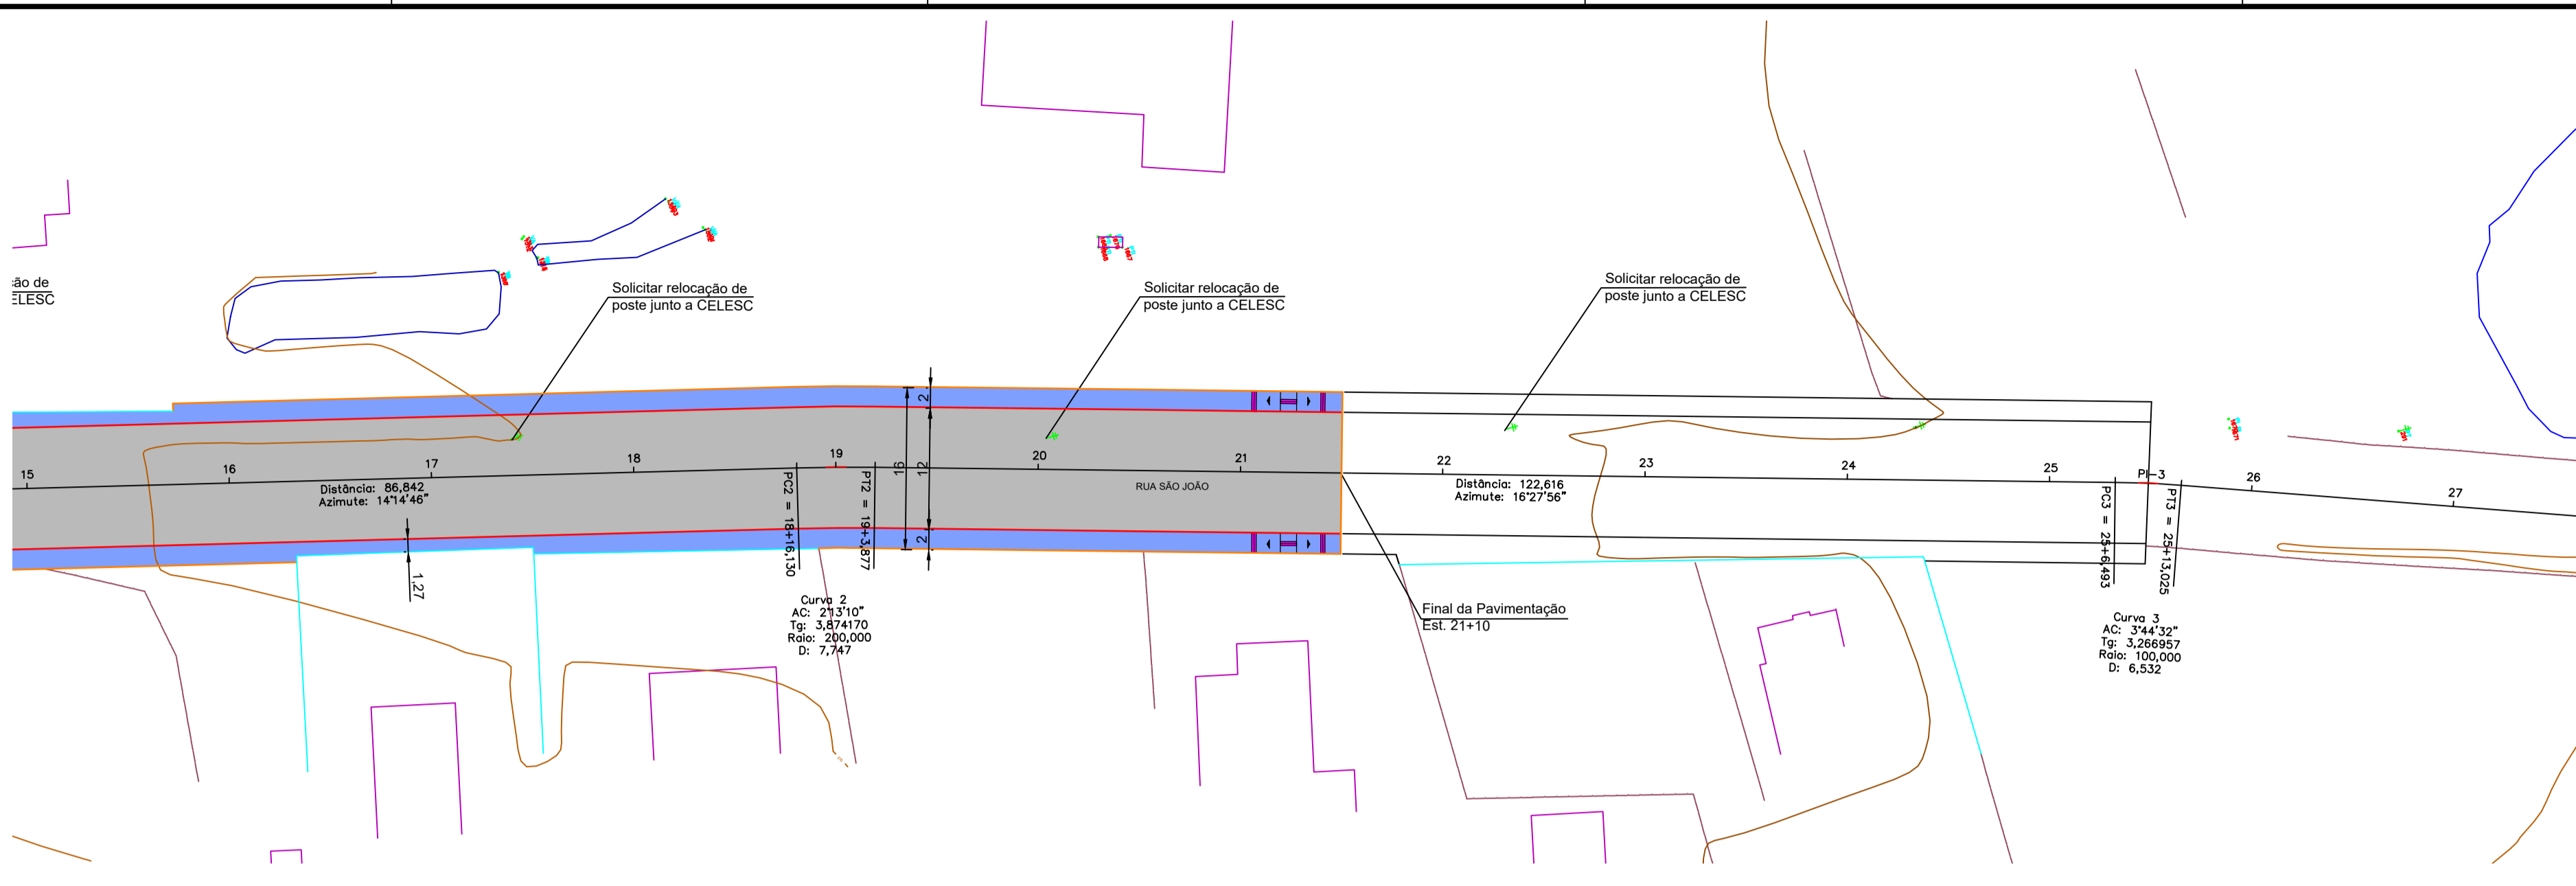 ão de
ELESC
Solicitar relocação de
poste junto a CELESC
Solicitar relocação de
poste junto a CELESC
Solicitar relocação de
poste junto a CELESC
15
16
17
18
19
20
21
22
23
24
25
26
27
Distância: 86,842
Azimute: 14°14'46"
1,27
PC2 = 18+16,130
PT2 = 19+3,877
16
2
12
2
RUA SÃO JOÃO
Distância: 122,616
Azimute: 16°27'56"
PI-3
PC3 = 25+6,493
PT3 = 25+13,025
Curva 2
AC: 2°13'10"
Tg: 3,874170
Raio: 200,000
D: 7,747
Final da Pavimentação
Est. 21+10
Curva 3
AC: 3°44'32"
Tg: 3,266957
Raio: 100,000
D: 6,532